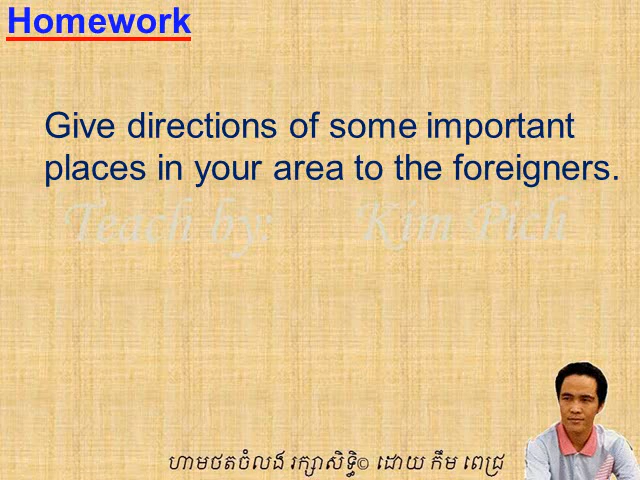 Homework
Give directions of some important
places in your area to the foreigners.
Teach by: Kim Pich
ហាមថតចំលង រក្សាសិទ្ធិ© ដោយ កឹម ពេជ្រ